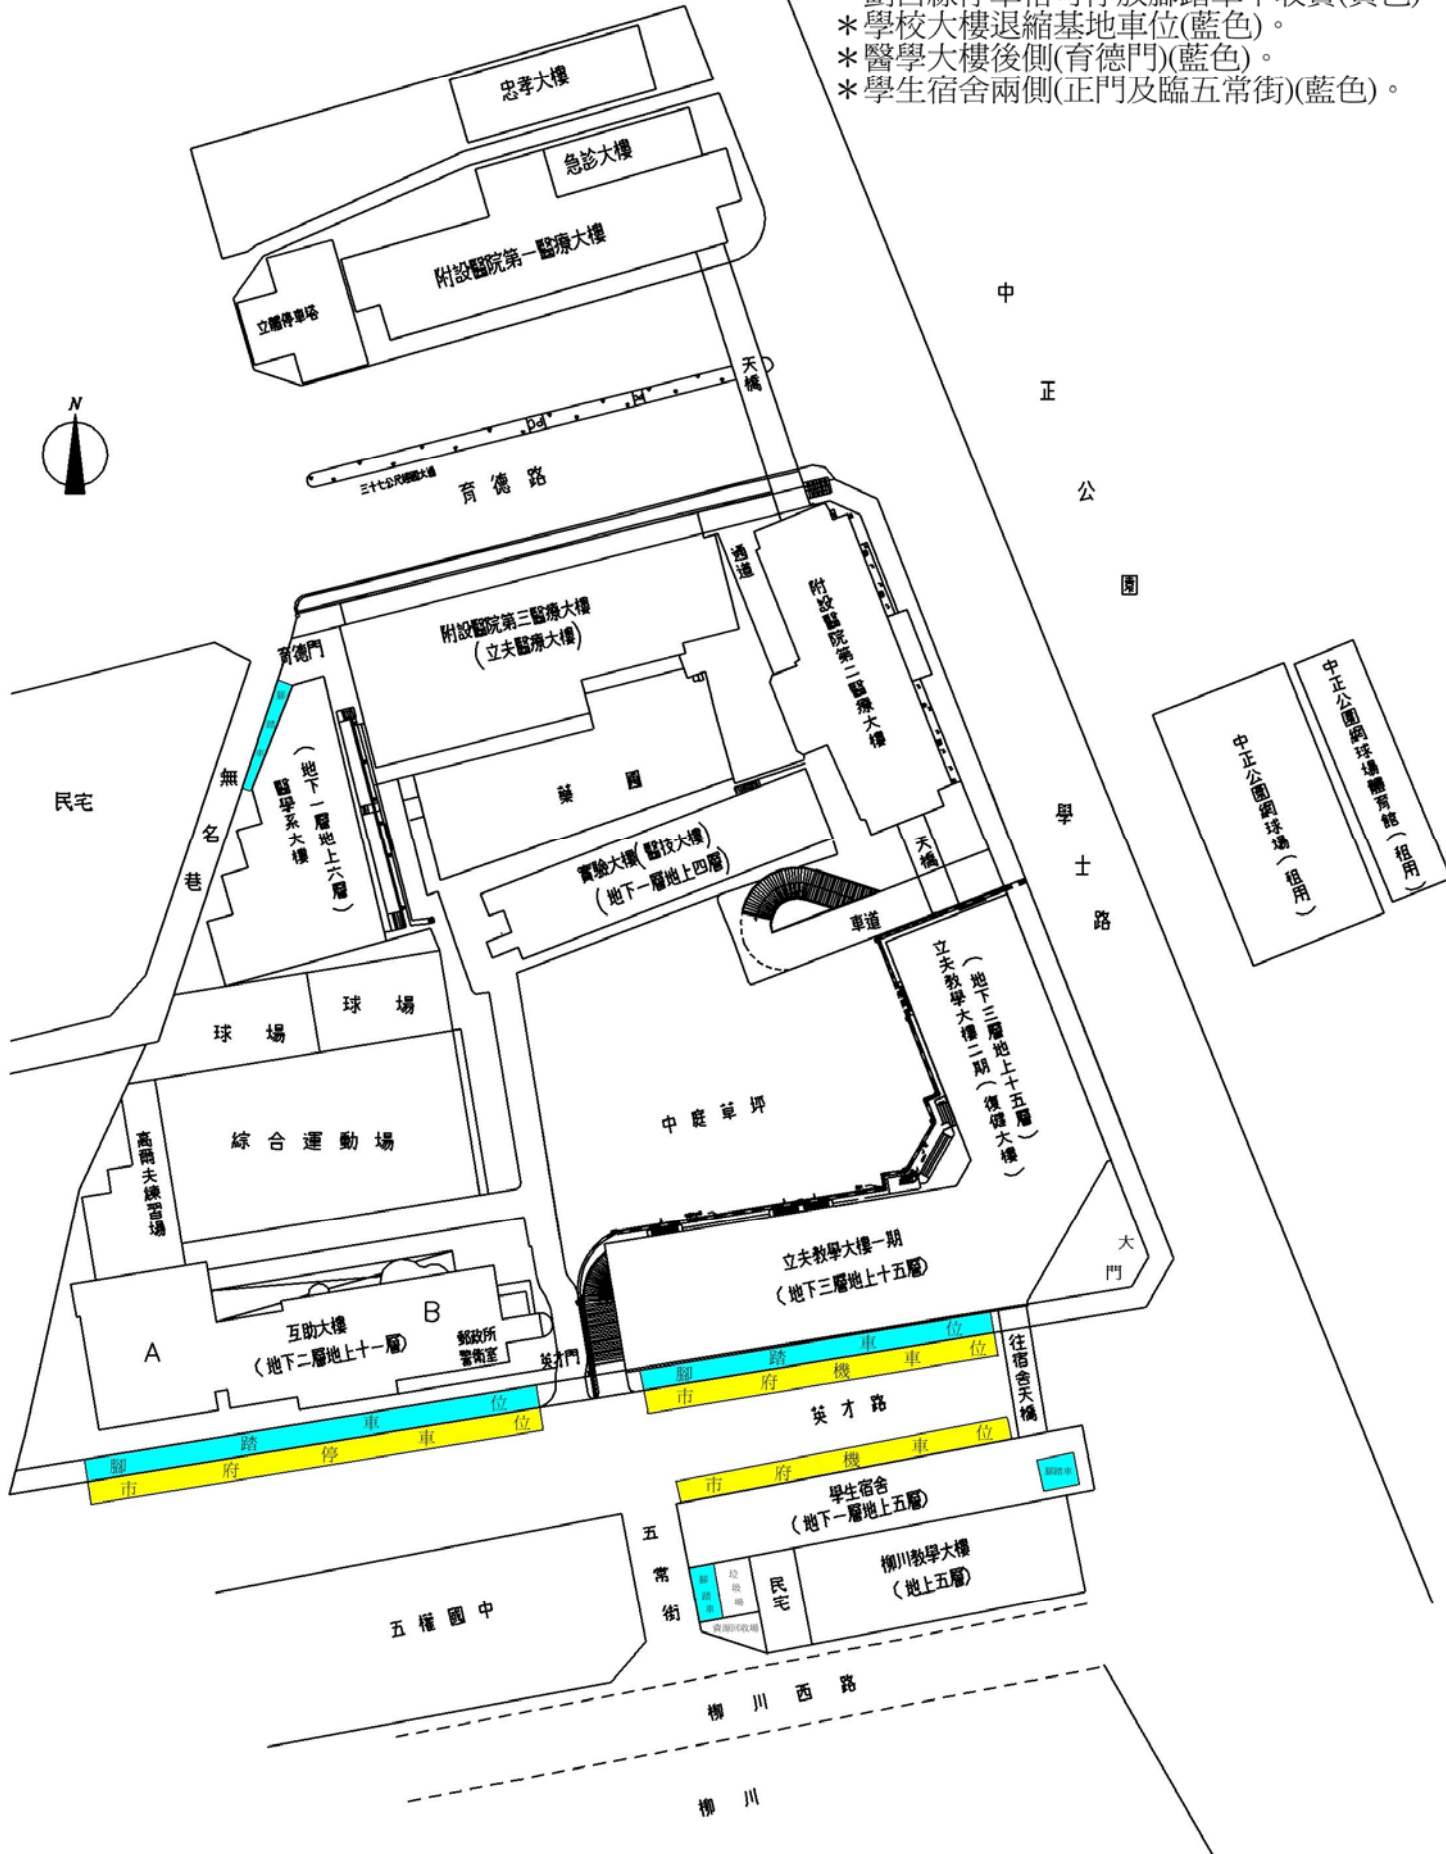 劃白線停車格可停放腳踏車不收費(黃色)
＊學校大樓退縮基地車位(藍色)。
＊醫學大樓後側(育德門)(藍色)。
＊學生宿舍兩側(正門及臨五常街)(藍色)。
忠孝大樓
急診大樓
附設醫院第一醫療大樓
立體停車塔
中正公園
天橋
N
育德路
通道
附設醫院第三醫療大樓
(立夫醫療大樓)
附設醫院第二醫療大樓
育德門
腳踏車
民宅
無名巷
醫學系大樓
(地下一層地上六層)
藥園
實驗大樓(醫技大樓)
(地下一層地上四層)
天橋
車道
學士路
中正公園網球場(租用)
中正公園網球場體育館(租用)
球場
球場
立夫教學大樓二期(復健大樓)
(地下三層地上十五層)
中庭草坪
綜合運動場
高爾夫練習場
立夫教學大樓一期
(地下三層地上十五層)
大門
A
互助大樓
(地下二層地上十一層)
B
郵政所
警衛室
英才門
腳踏車位
市府機車位
往宿舍天橋
腳踏車位
市府停車位
英才路
市府機車位
學生宿舍
(地下一層地上五層)
腳踏車
五常街
腳踏車
垃圾場
資源回收場
民宅
柳川教學大樓
(地上五層)
五權國中
柳川西路
柳川